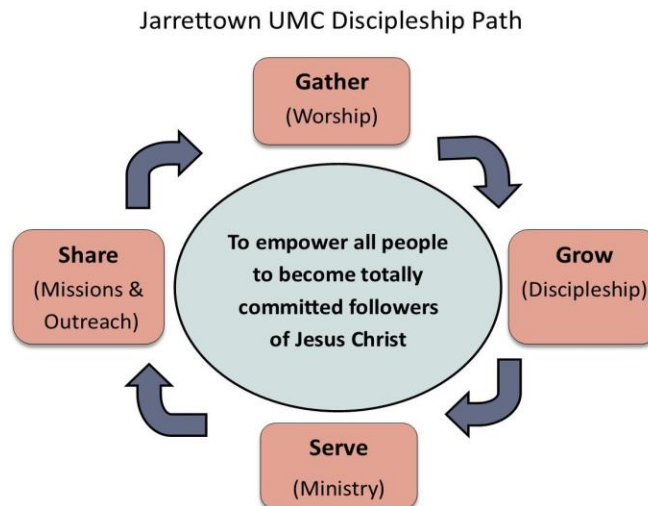 Jarrettown UMC Discipleship Path
Gather
(Worship)
Grow
(Discipleship)
Serve
(Ministry)
Share
(Missions &
Outreach)
To empower all people
to become totally
committed followers
of Jesus Christ